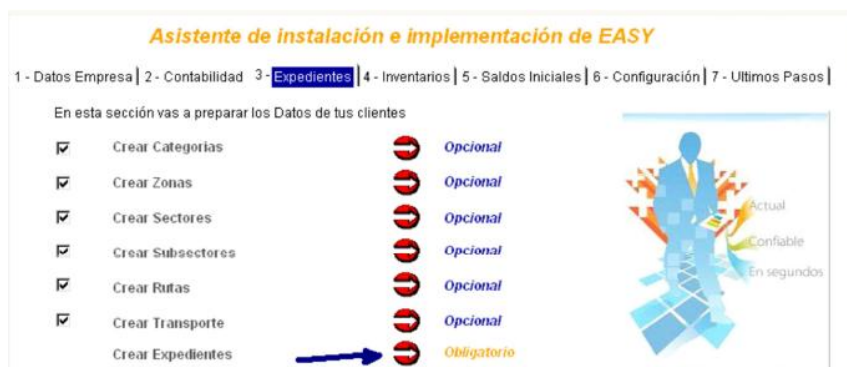 Asistente de instalación e implementación de EASY
1 - Datos Empresa | 2 - Contabilidad 3 - Expedientes | 4 - Inventarios | 5 - Saldos Iniciales | 6 - Configuración | 7 - Ultimos Pasos |
En esta sección vas a preparar los Datos de tus clientes
Crear Categorias Opcional
Crear Zonas Opcional
Crear Sectores Opcional
Crear Subsectores Opcional
Crear Rutas Opcional
Crear Transporte Opcional
Crear Expedientes Obligatorio
Actual
Confiable
En segundos